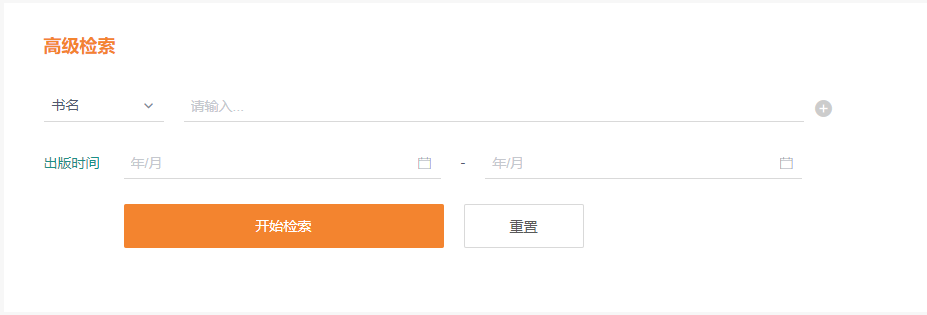 高级检索
书名 请输入...
出版时间 年/月 - 年/月
开始检索 重置